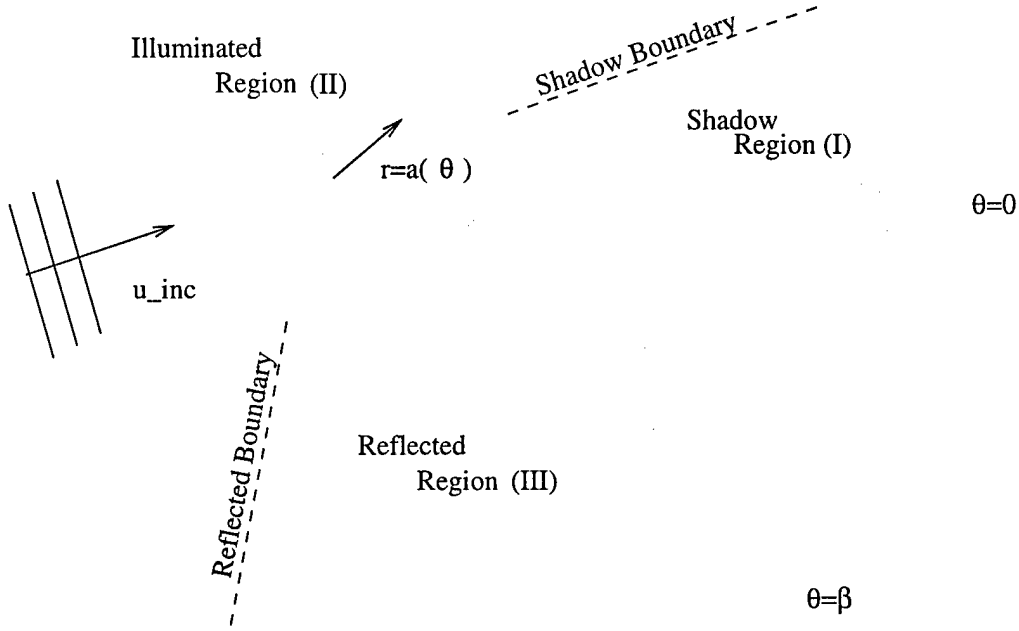 Illuminated
Region (II)
Shadow Boundary
Shadow
Region (I)
r=a( θ )
θ=0
u_inc
Reflected Boundary
Reflected
Region (III)
θ=β